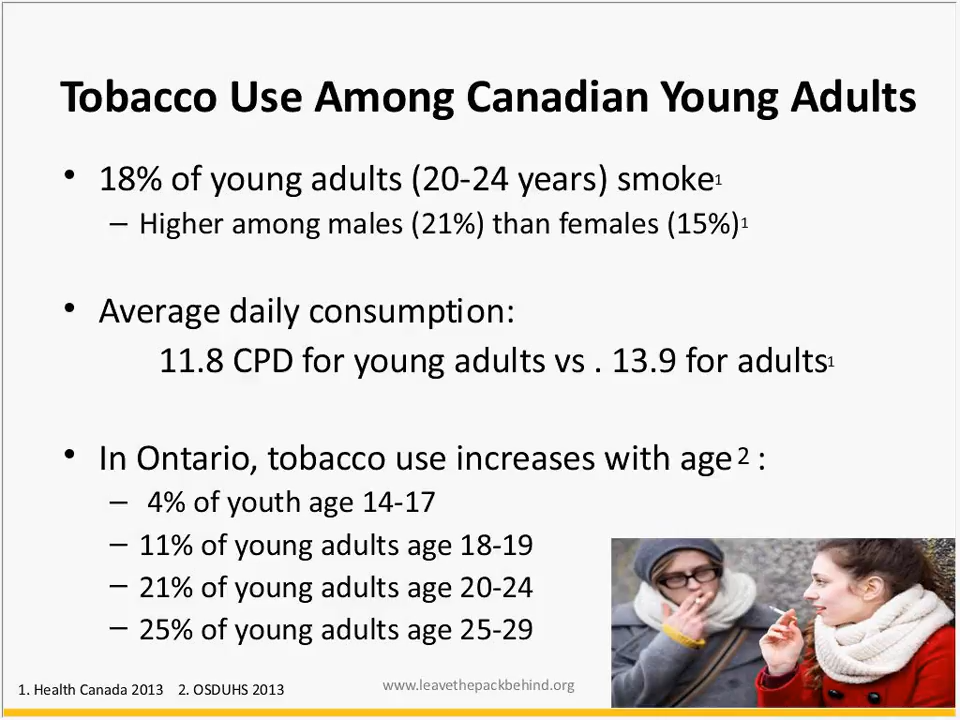 Tobacco Use Among Canadian Young Adults
• 18% of young adults (20-24 years) smoke1
– Higher among males (21%) than females (15%)1
• Average daily consumption:
11.8 CPD for young adults vs . 13.9 for adults1
• In Ontario, tobacco use increases with age 2 :
– 4% of youth age 14-17
– 11% of young adults age 18-19
– 21% of young adults age 20-24
– 25% of young adults age 25-29
1. Health Canada 2013 2. OSDUHS 2013
www.leavethepackbehind.org